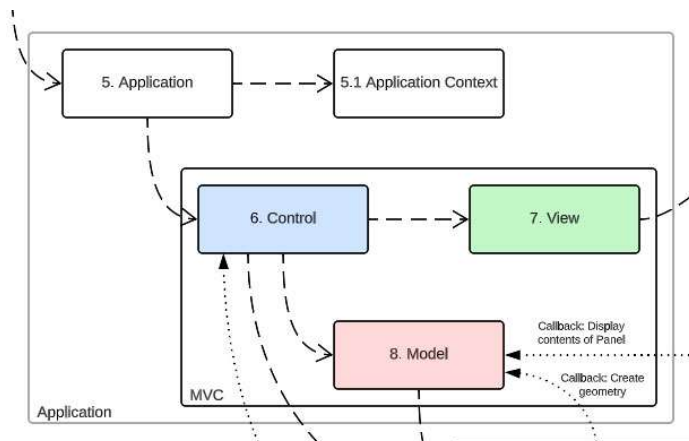 5. Application
5.1 Application Context
6. Control
7. View
8. Model
Callback: Display
contents of Panel
Callback: Create
geometry
MVC
Application